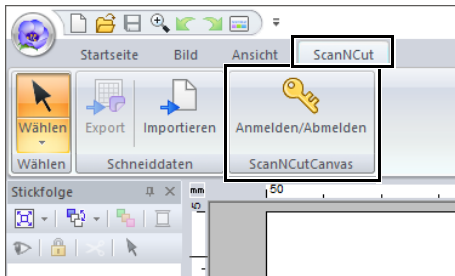 Startseite Bild Ansicht ScanNCut
Wählen Export Importieren Anmelden/Abmelden
Wählen Schneiddaten ScanNCutCanvas
Stickfolge mm 50